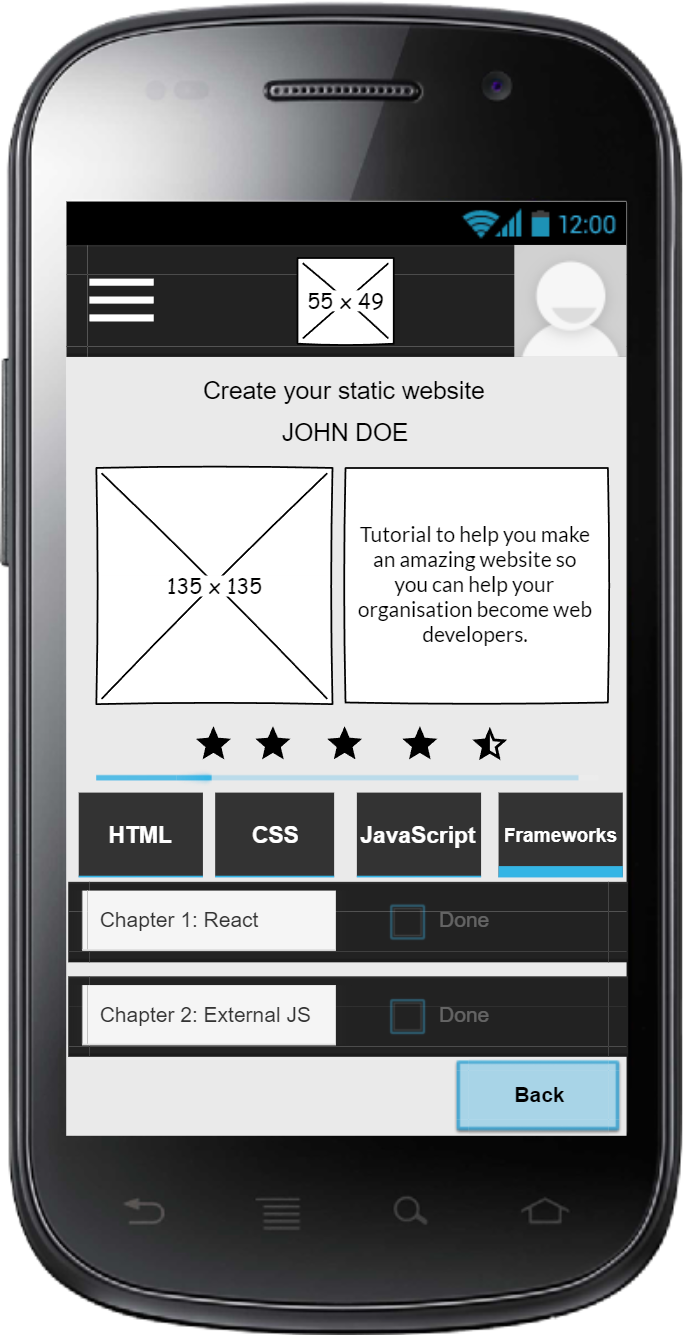 12:00
55 x 49
Create your static website
JOHN DOE
135 x 135
Tutorial to help you make
an amazing website so
you can help your
organisation become web
developers.
HTML CSS JavaScript Frameworks
Chapter 1: React Done
Chapter 2: External JS Done
Back